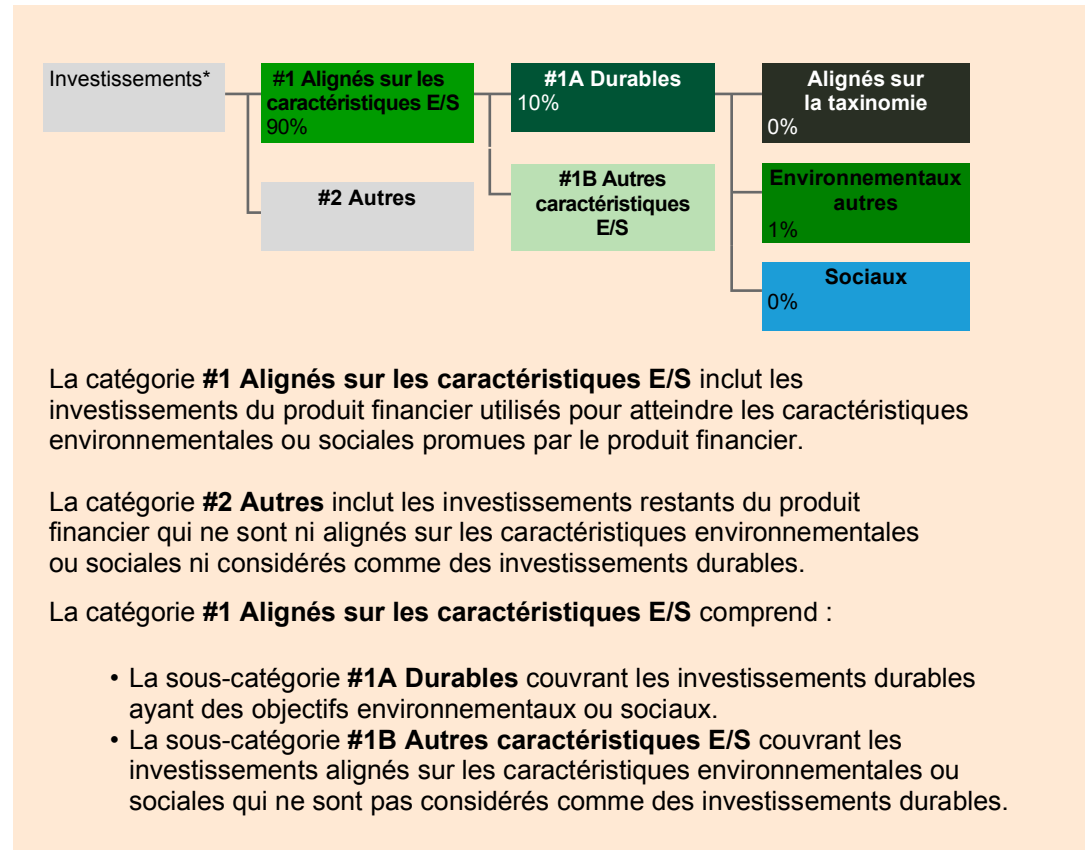 Investissements*
#1 Alignés sur les
caractéristiques E/S
90%
#2 Autres
#1A Durables
10%
#1B Autres
caractéristiques
E/S
Alignés sur
la taxinomie
0%
Environnementaux
autres
1%
Sociaux
0%
La catégorie #1 Alignés sur les caractéristiques E/S inclut les
investissements du produit financier utilisés pour atteindre les caractéristiques
environnementales ou sociales promues par le produit financier.
La catégorie #2 Autres inclut les investissements restants du produit
financier qui ne sont ni alignés sur les caractéristiques environnementales
ou sociales ni considérés comme des investissements durables.
La catégorie #1 Alignés sur les caractéristiques E/S comprend :
• La sous-catégorie #1A Durables couvrant les investissements durables
ayant des objectifs environnementaux ou sociaux.
• La sous-catégorie #1B Autres caractéristiques E/S couvrant les
investissements alignés sur les caractéristiques environnementales ou
sociales qui ne sont pas considérés comme des investissements durables.